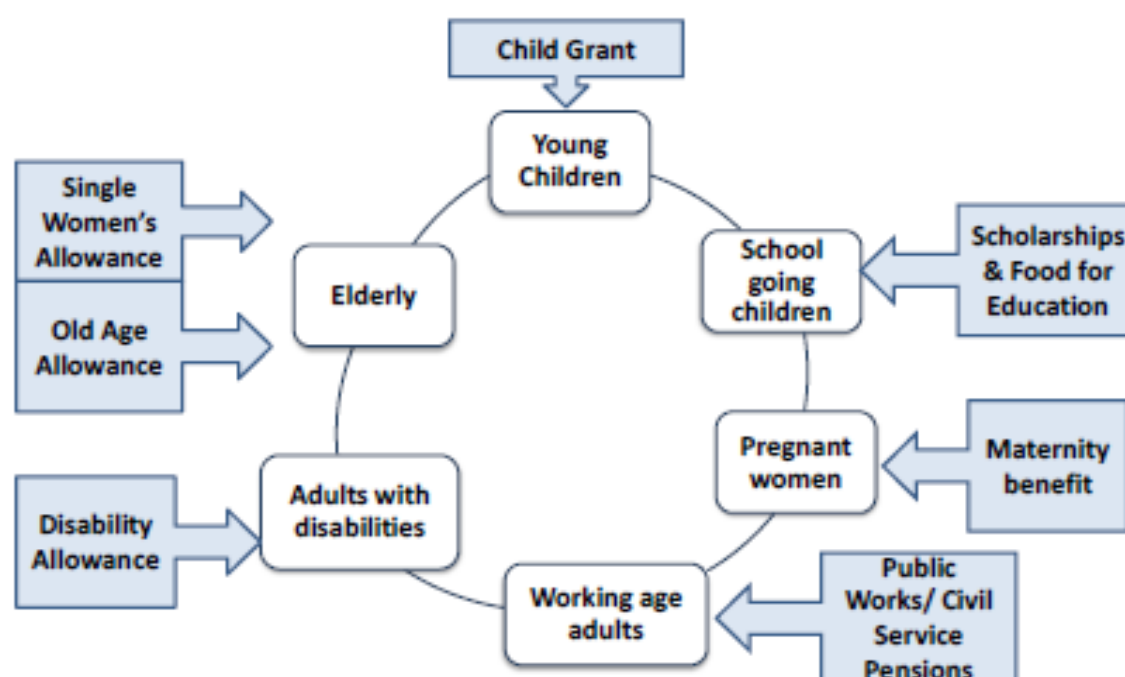 Child Grant
Young
Children
Single
Women's
Allowance
Scholarships
& Food for
Education
School
going
children
Elderly
Old Age
Allowance
Pregnant
women
Maternity
benefit
Adults with
disabilities
Disability
Allowance
Working age
adults
Public
Works/ Civil
Service
Pensions